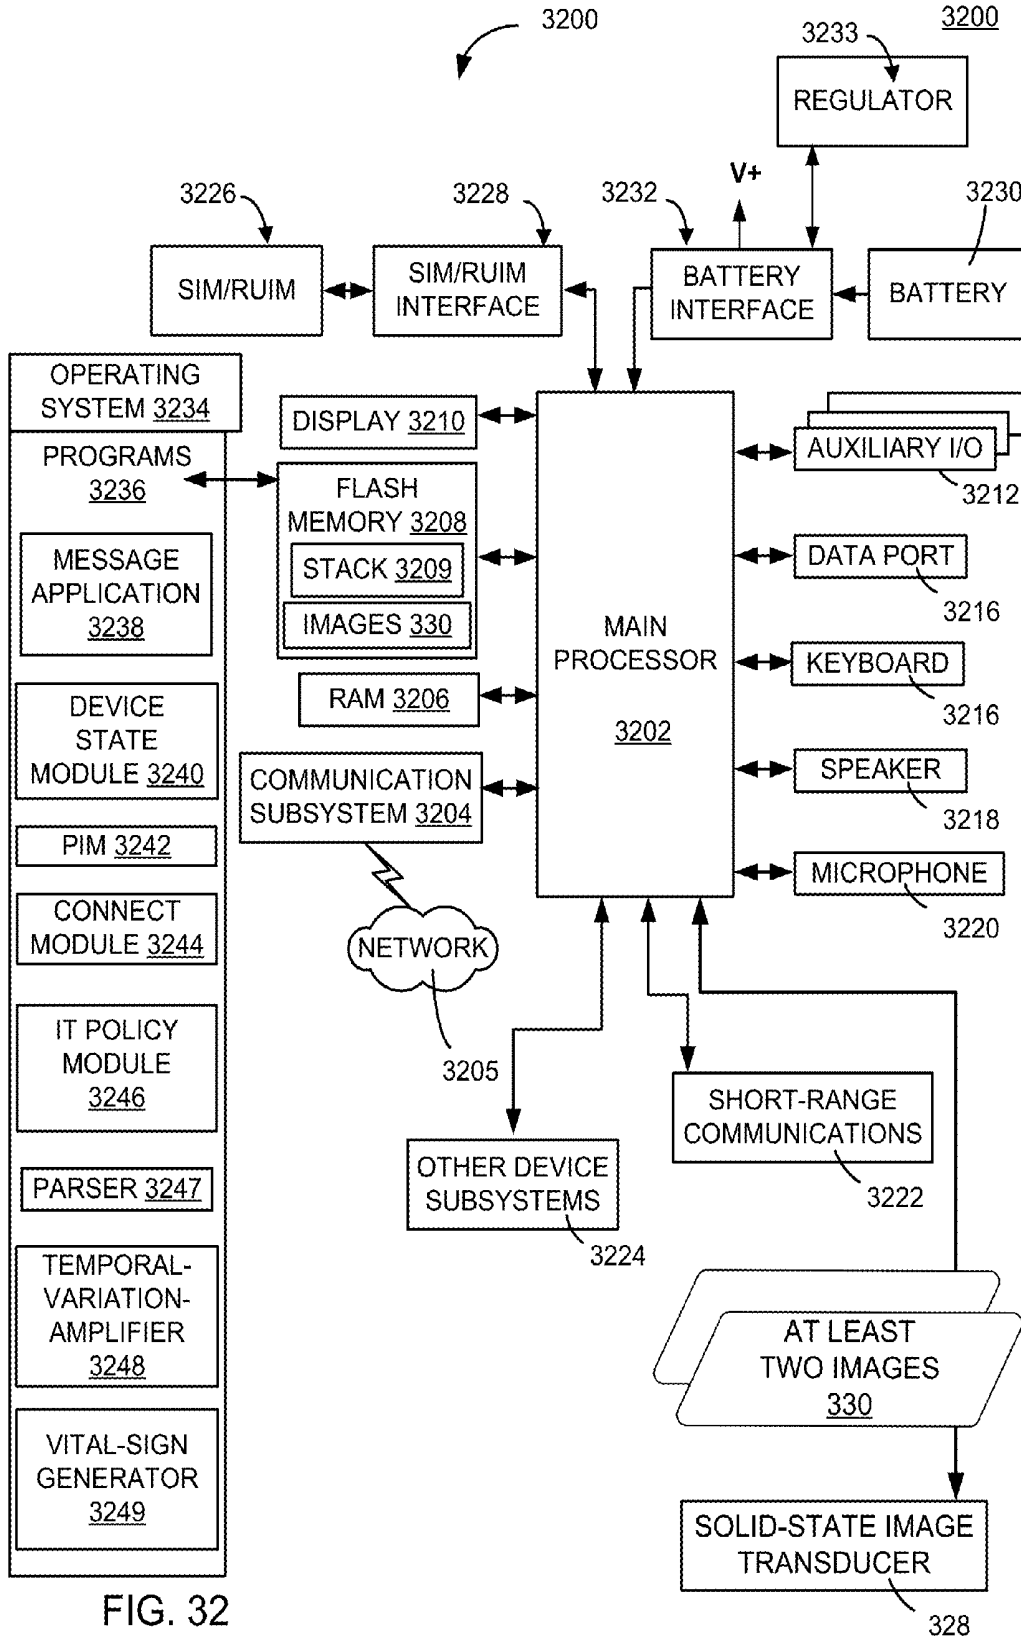 3200
3200
3233
REGULATOR
V+
3226
3228
3232
3230
SIM/RUIM
SIM/RUIM
INTERFACE
BATTERY
INTERFACE
BATTERY
OPERATING
SYSTEM 3234
PROGRAMS
3236
MESSAGE
APPLICATION
3238
DEVICE
STATE
MODULE 3240
PIM 3242
CONNECT
MODULE 3244
IT POLICY
MODULE
3246
PARSER 3247
TEMPORAL-
VARIATION-
AMPLIFIER
3248
VITAL-SIGN
GENERATOR
3249
DISPLAY 3210
FLASH
MEMORY 3208
STACK 3209
IMAGES 330
RAM 3206
COMMUNICATION
SUBSYSTEM 3204
NETWORK
3205
MAIN
PROCESSOR
3202
AUXILIARY I/O
3212
DATA PORT
3216
KEYBOARD
3216
SPEAKER
3218
MICROPHONE
3220
SHORT-RANGE
COMMUNICATIONS
3222
OTHER DEVICE
SUBSYSTEMS
3224
AT LEAST
TWO IMAGES
330
SOLID-STATE IMAGE
TRANSDUCER
328
FIG. 32